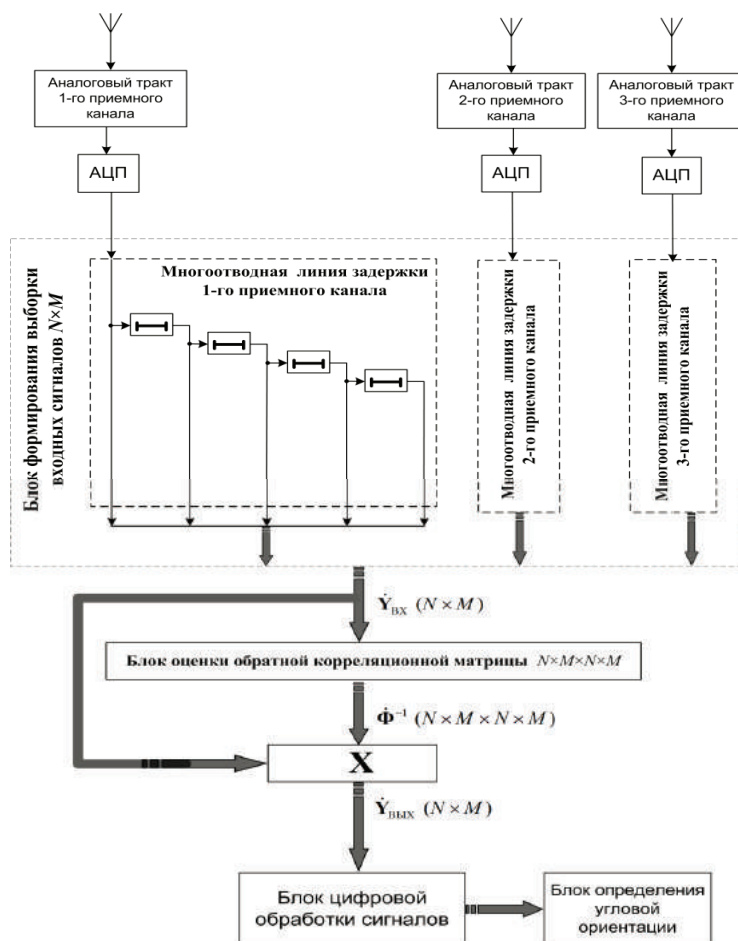 Аналоговый тракт
1-го приемного
канала
Аналоговый тракт
2-го приемного
канала
Аналоговый тракт
3-го приемного
канала
АЦП
АЦП
АЦП
Блок формирования выборки
входных сигналов N×M
Многоотводная линия задержки
1-го приемного канала
Многоотводная линия задержки
2-го приемного канала
Многоотводная линия задержки
3-го приемного канала
Ẏвх (N × M)
Блок оценки обратной корреляционной матрицы N×M×N×M
Φ̇⁻¹ (N × M × N × M)
X
Ẏвых (N × M)
Блок цифровой
обработки сигналов
Блок определения
угловой
ориентации